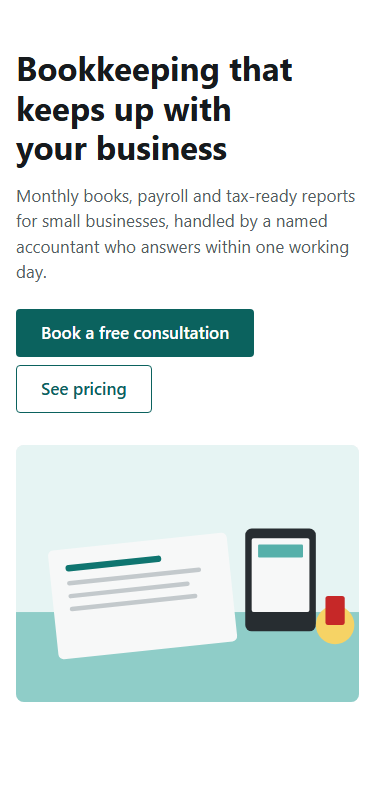 Bookkeeping that
keeps up with
your business
Monthly books, payroll and tax-ready reports
for small businesses, handled by a named
accountant who answers within one working
day.
Book a free consultation
See pricing